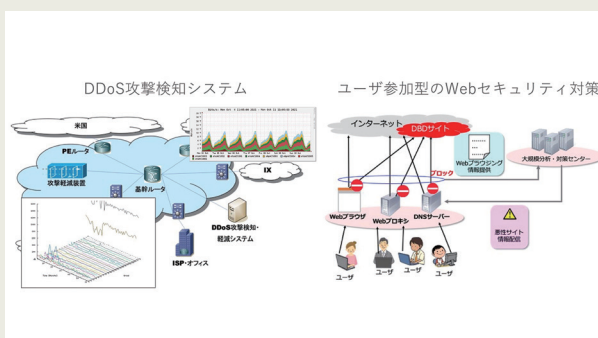 DDoS攻撃検知システム
米国
PEルータ
攻撃軽減装置
基幹ルータ
IX
DDoS攻撃検知・
軽減システム
ISP・オフィス
ユーザ参加型のWebセキュリティ対策
インターネット
DBDサイト
Webブラウジング
情報提供
大規模分析・対策センター
ブロック
Webブラウザ
Webプロキシ
DNSサーバー
悪性サイト
情報配信
ユーザ
ユーザ
ユーザ
ユーザ